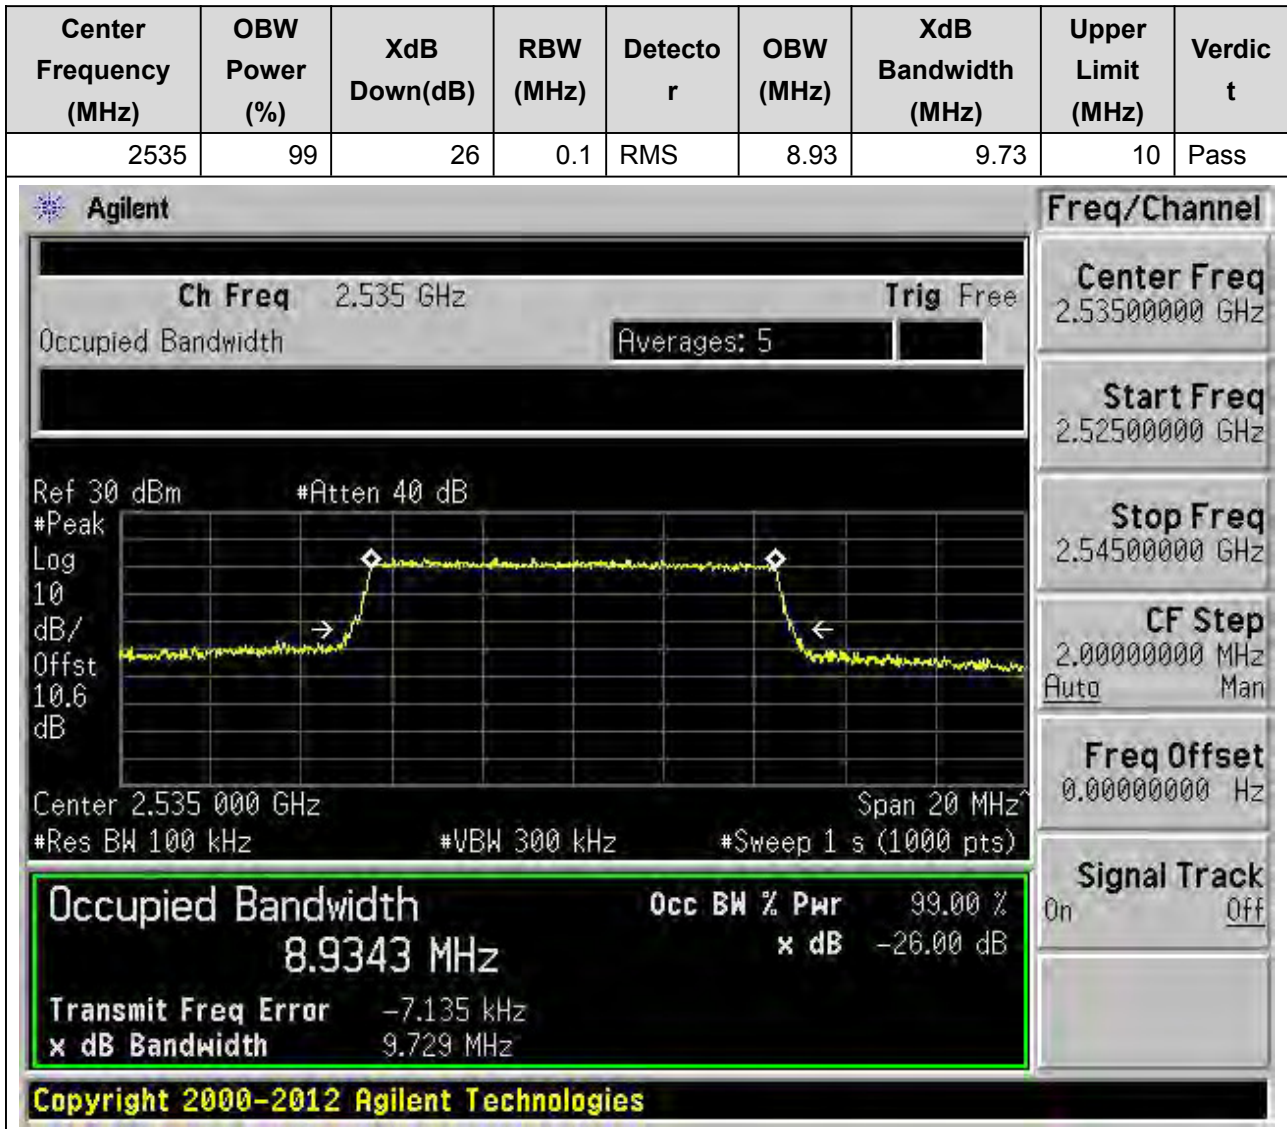 Center Frequency (MHz) OBW Power (%) XdB Down(dB) RBW (MHz) Detecto r OBW (MHz) XdB Bandwidth (MHz) Upper Limit (MHz) Verdic t
2535 99 26 0.1 RMS 8.93 9.73 10 Pass
Agilent
Freq/Channel
Ch Freq 2.535 GHz Trig Free
Occupied Bandwidth Averages: 5
Center Freq
2.53500000 GHz
Start Freq
2.52500000 GHz
Stop Freq
2.54500000 GHz
CF Step
2.00000000 MHz
Auto Man
Freq Offset
0.00000000 Hz
Signal Track
On Off
Ref 30 dBm #Atten 40 dB
#Peak
Log
10
dB/
Offst
10.6
dB
Center 2.535 000 GHz Span 20 MHz^
#Res BW 100 kHz #VBW 300 kHz #Sweep 1 s (1000 pts)
Occupied Bandwidth Occ BW % Pwr 99.00 %
8.9343 MHz x dB -26.00 dB
Transmit Freq Error -7.135 kHz
x dB Bandwidth 9.729 MHz
Copyright 2000-2012 Agilent Technologies